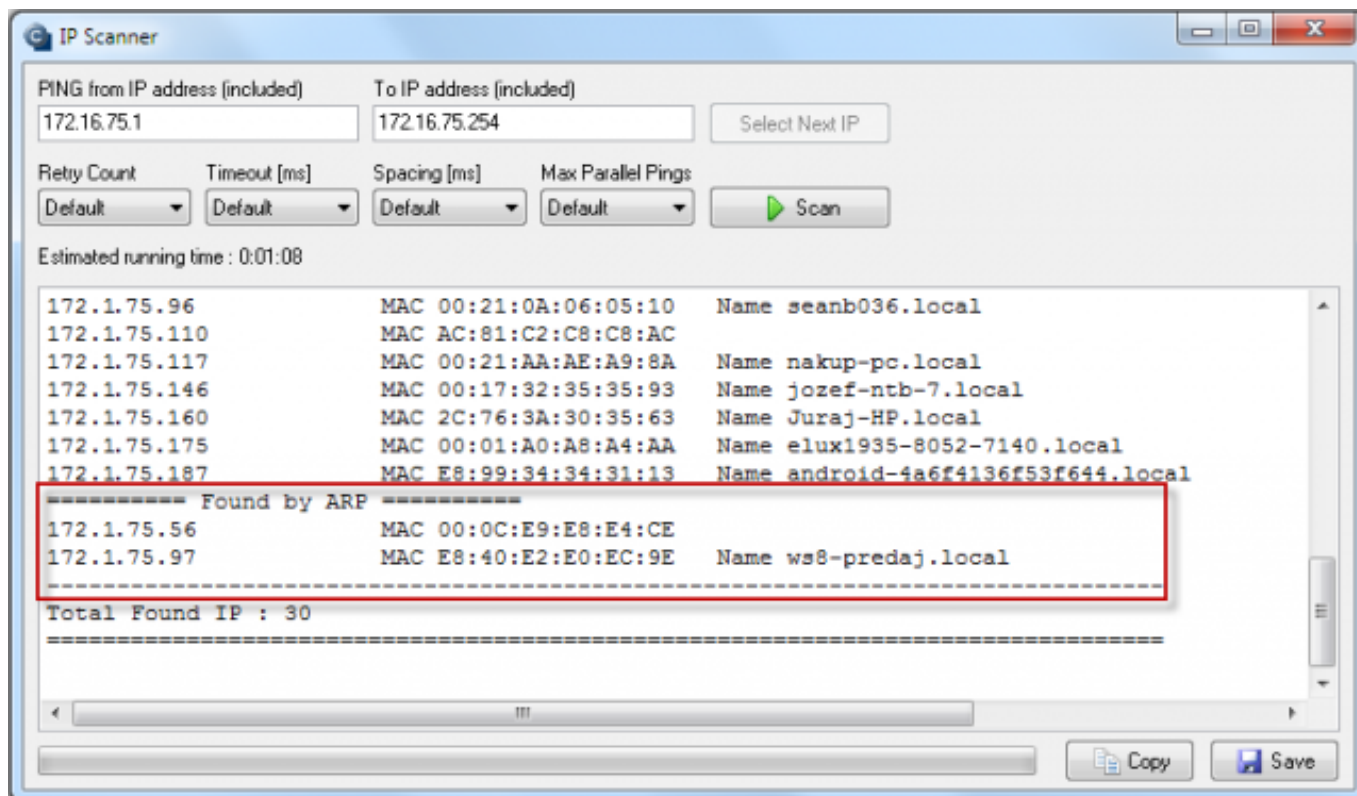 IP Scanner
PING from IP address (included) To IP address (included)
172.16.75.1 172.16.75.254 Select Next IP
Retry Count Timeout [ms] Spacing [ms] Max Parallel Pings
Default Default Default Default Scan
Estimated running time : 0:01:08
172.1.75.96 MAC 00:21:0A:06:05:10 Name seanb036.local
172.1.75.110 MAC AC:81:C2:C8:C8:AC
172.1.75.117 MAC 00:21:AA:AE:A9:8A Name nakup-pc.local
172.1.75.146 MAC 00:17:32:35:35:93 Name jozef-ntb-7.local
172.1.75.160 MAC 2C:76:3A:30:35:63 Name Juraj-HP.local
172.1.75.175 MAC 00:01:A0:A8:A4:AA Name elux1935-8052-7140.local
172.1.75.187 MAC E8:99:34:34:31:13 Name android-4a6f4136f53f644.local
========== Found by ARP ==========
172.1.75.56 MAC 00:0C:E9:E8:E4:CE
172.1.75.97 MAC E8:40:E2:E0:EC:9E Name ws8-predaj.local
--------------------------------------------------------------------------------
Total Found IP : 30
================================================================================
Copy Save